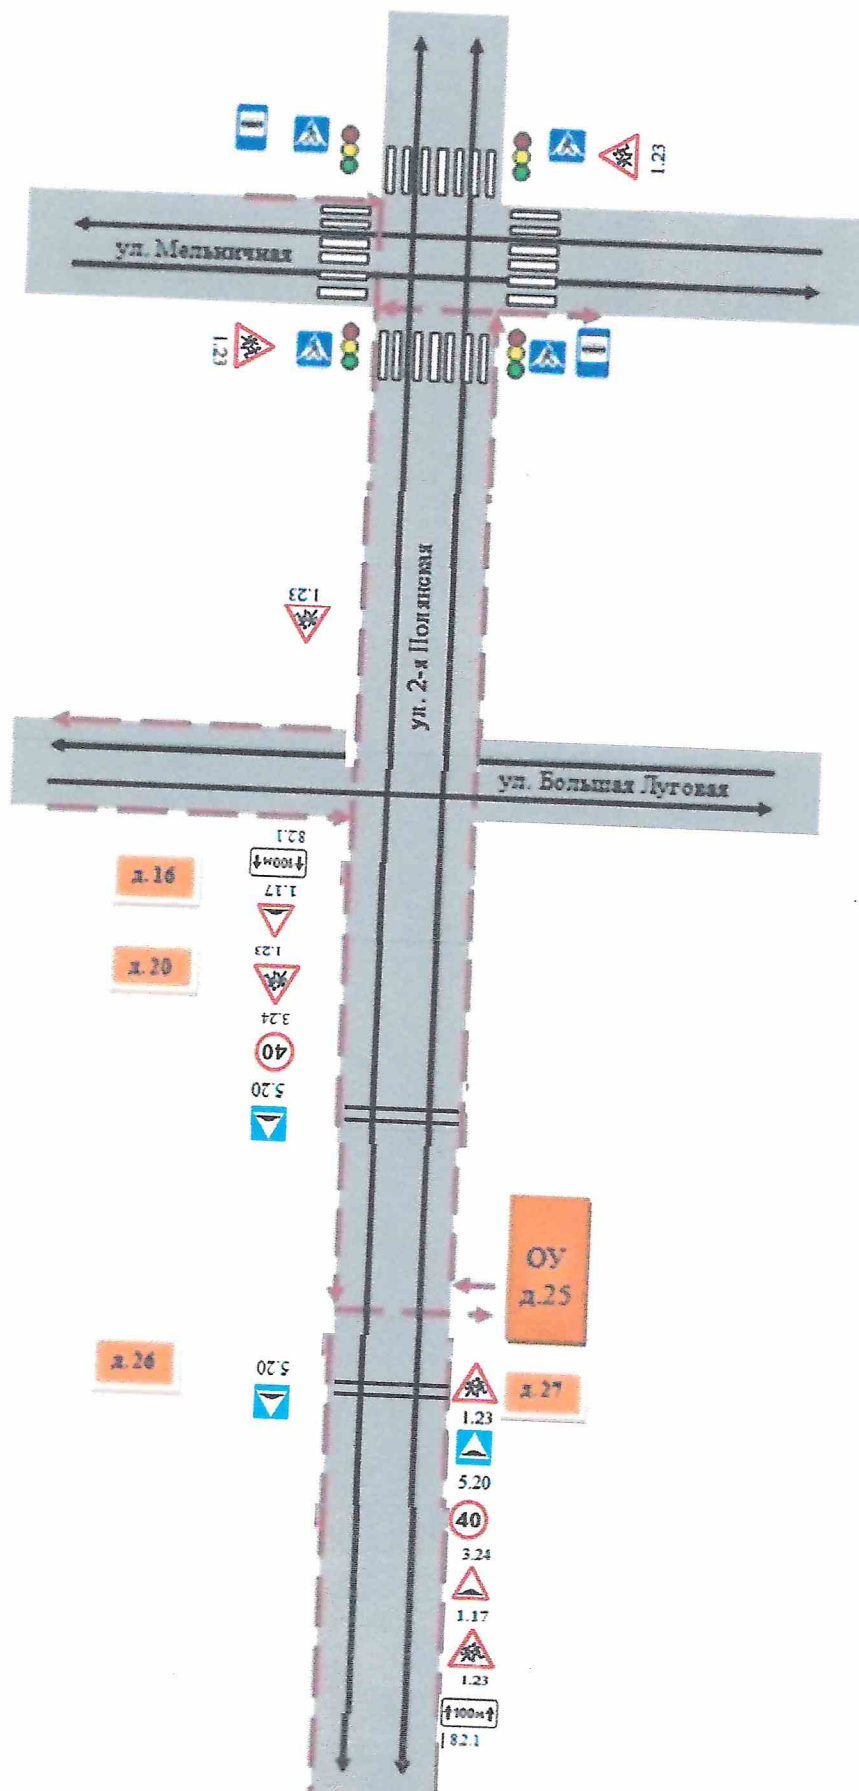 1.23
ул. Мельничная
1.23
1.23
ул. 2-я Полянская
ул. Большая Луговая
8.2.1
100м
1.17
д. 16
1.23
д. 20
3.24
40
5.20
ОУ
д.25
д. 26
5.20
д. 27
1.23
5.20
40
3.24
1.17
1.23
100м
8.2.1